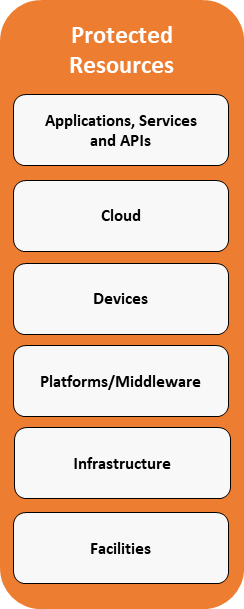 Protected
Resources
Applications, Services
and APIs
Cloud
Devices
Platforms/Middleware
Infrastructure
Facilities